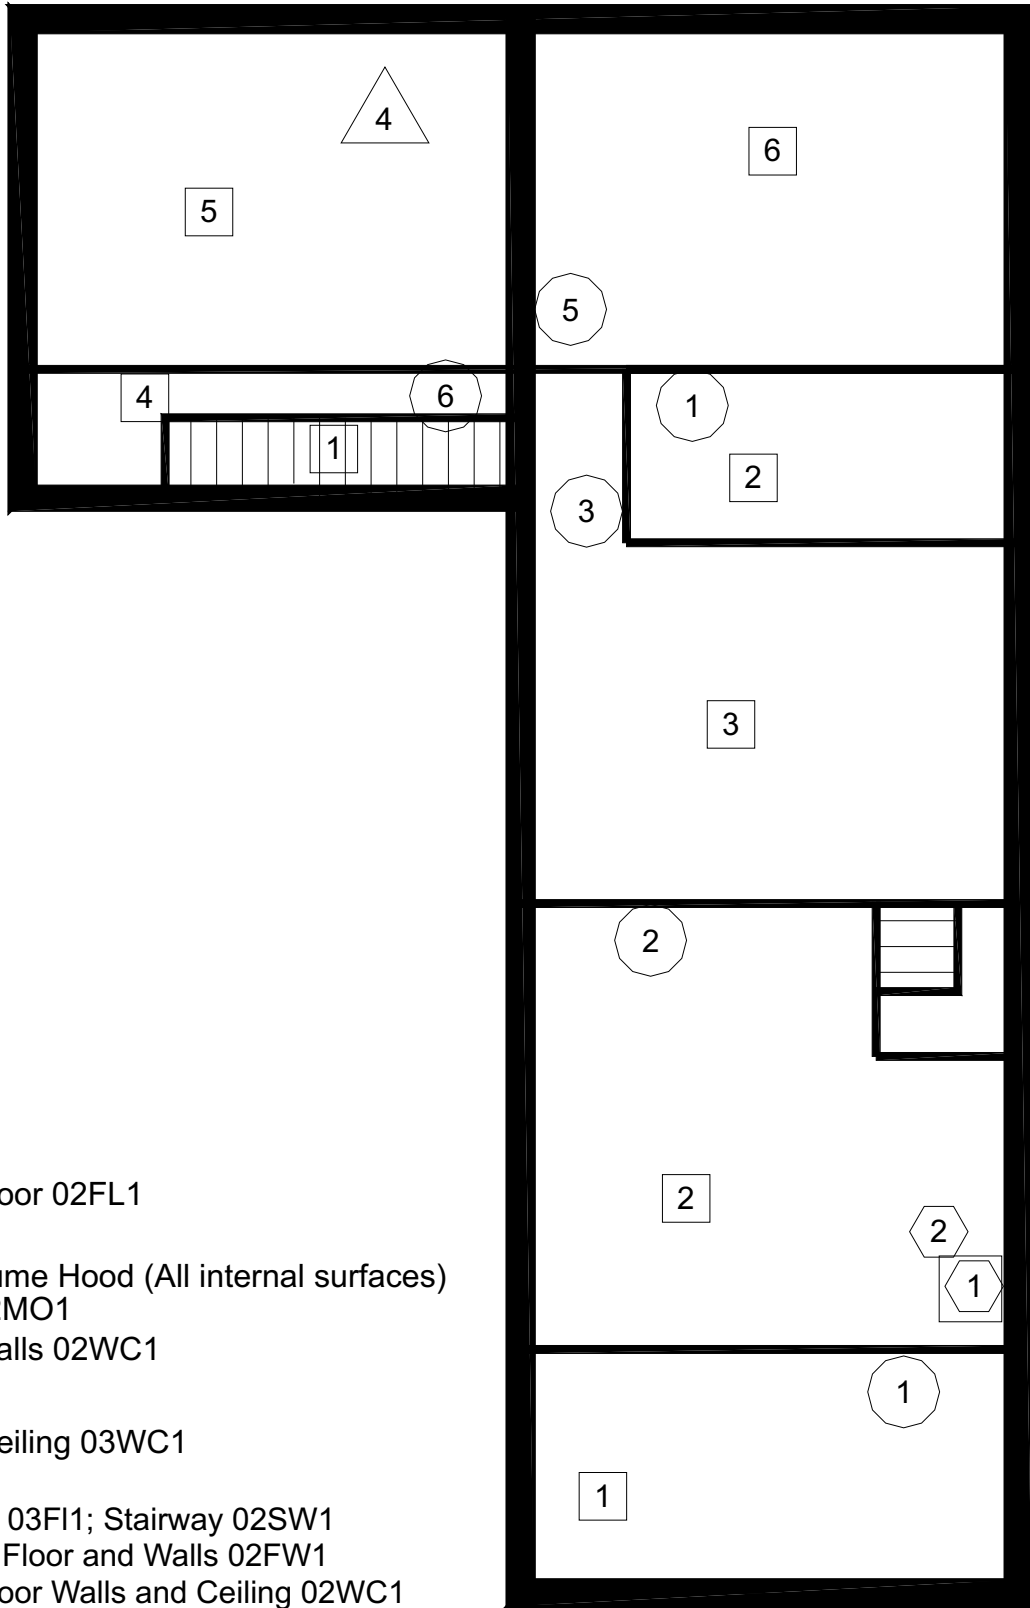 4
6
5
5
4
6
1
1
2
3
3
2
2
2
1
1
1
oor 02FL1
ume Hood (All internal surfaces)
MO1
alls 02WC1
eiling 03WC1
03Fl1; Stairway 02SW1
Floor and Walls 02FW1
oor Walls and Ceiling 02WC1